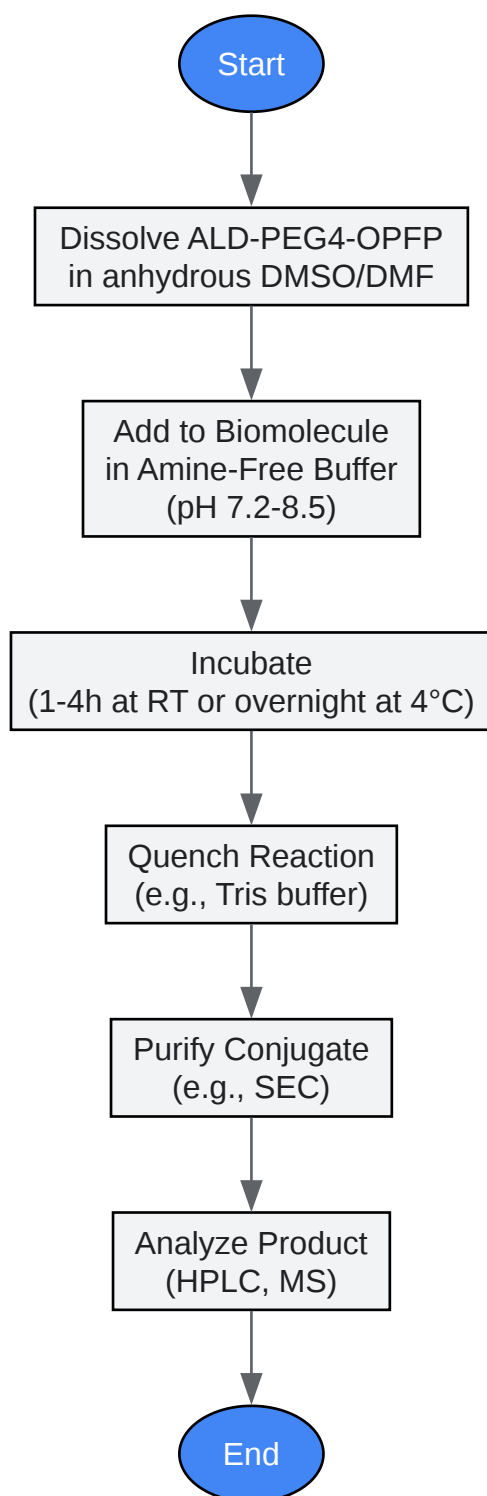 Start
Dissolve ALD-PEG4-OPFP
in anhydrous DMSO/DMF
Add to Biomolecule
in Amine-Free Buffer
(pH 7.2-8.5)
Incubate
(1-4h at RT or overnight at 4°C)
Quench Reaction
(e.g., Tris buffer)
Purify Conjugate
(e.g., SEC)
Analyze Product
(HPLC, MS)
End